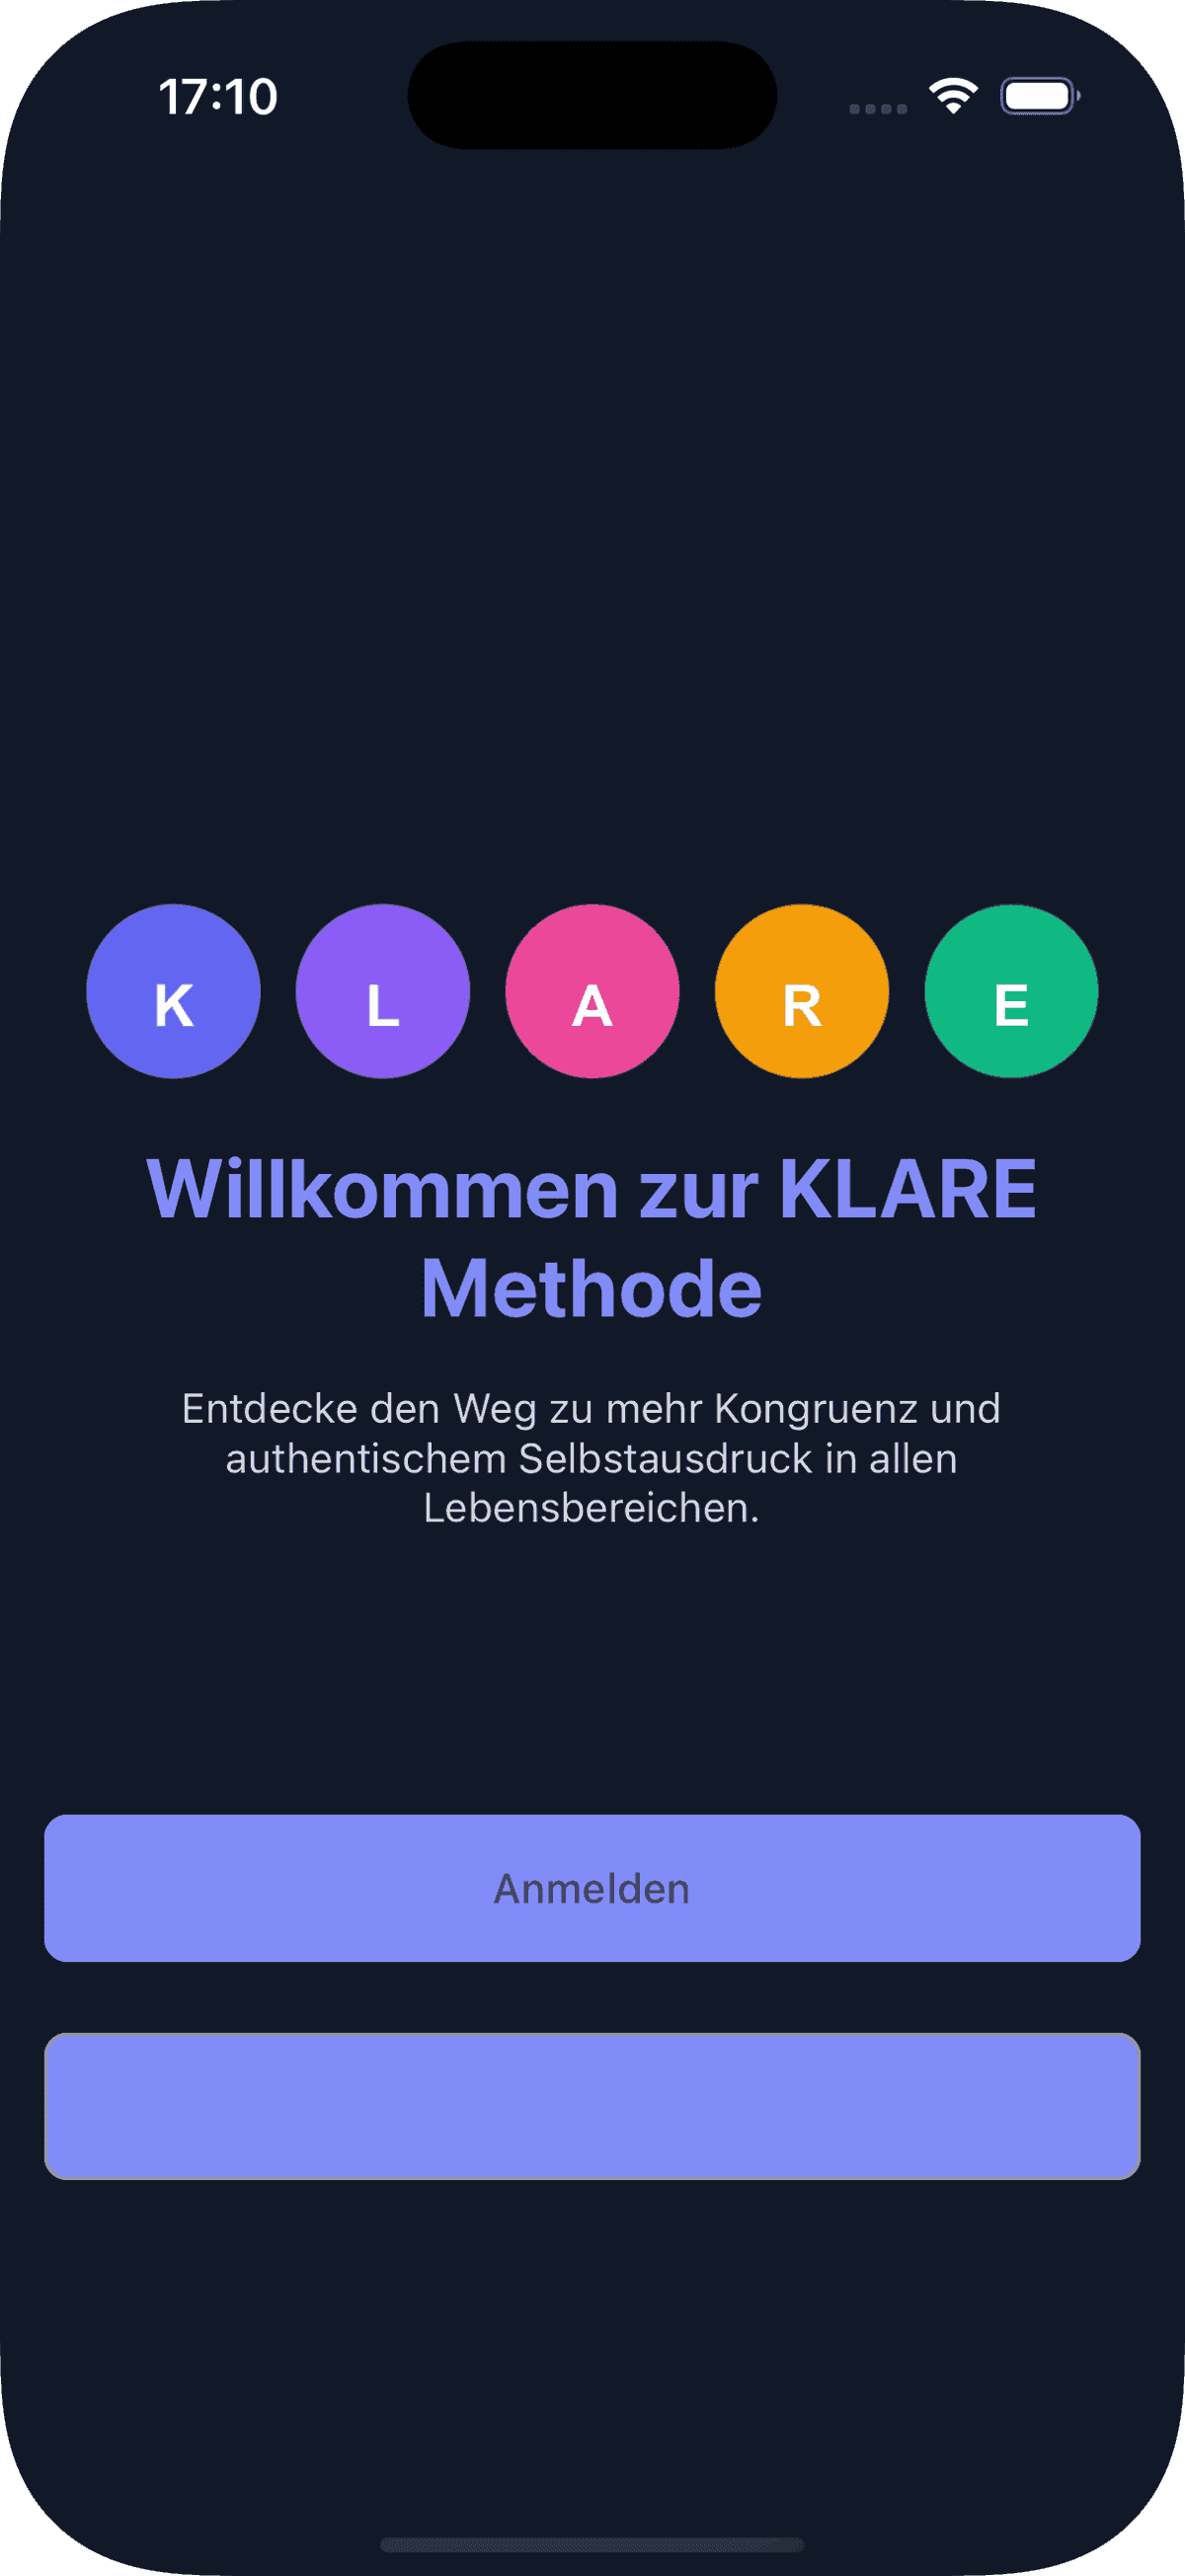 17:10
K L A R E
Willkommen zur KLARE
Methode
Entdecke den Weg zu mehr Kongruenz und
authentischem Selbstausdruck in allen
Lebensbereichen.
Anmelden